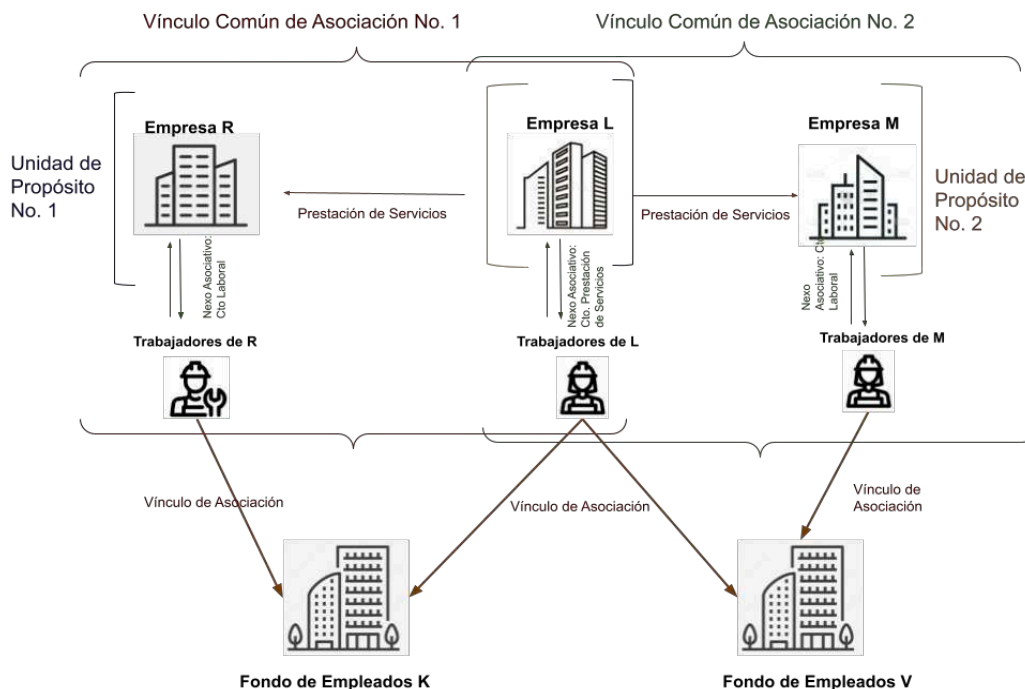 Vínculo Común de Asociación No. 1
Vínculo Común de Asociación No. 2
Empresa R
Empresa L
Empresa M
Unidad de
Propósito
No. 1
Unidad de
Propósito
No. 2
Prestación de Servicios
Prestación de Servicios
Nexo Asociativo:
Cto Laboral
Nexo Asociativo:
Cto. Prestación
de Servicios
Nexo
Asociativo: Cto
Laboral
Trabajadores de R
Trabajadores de L
Trabajadores de M
Vínculo de Asociación
Vínculo de Asociación
Vínculo de
Asociación
Fondo de Empleados K
Fondo de Empleados V